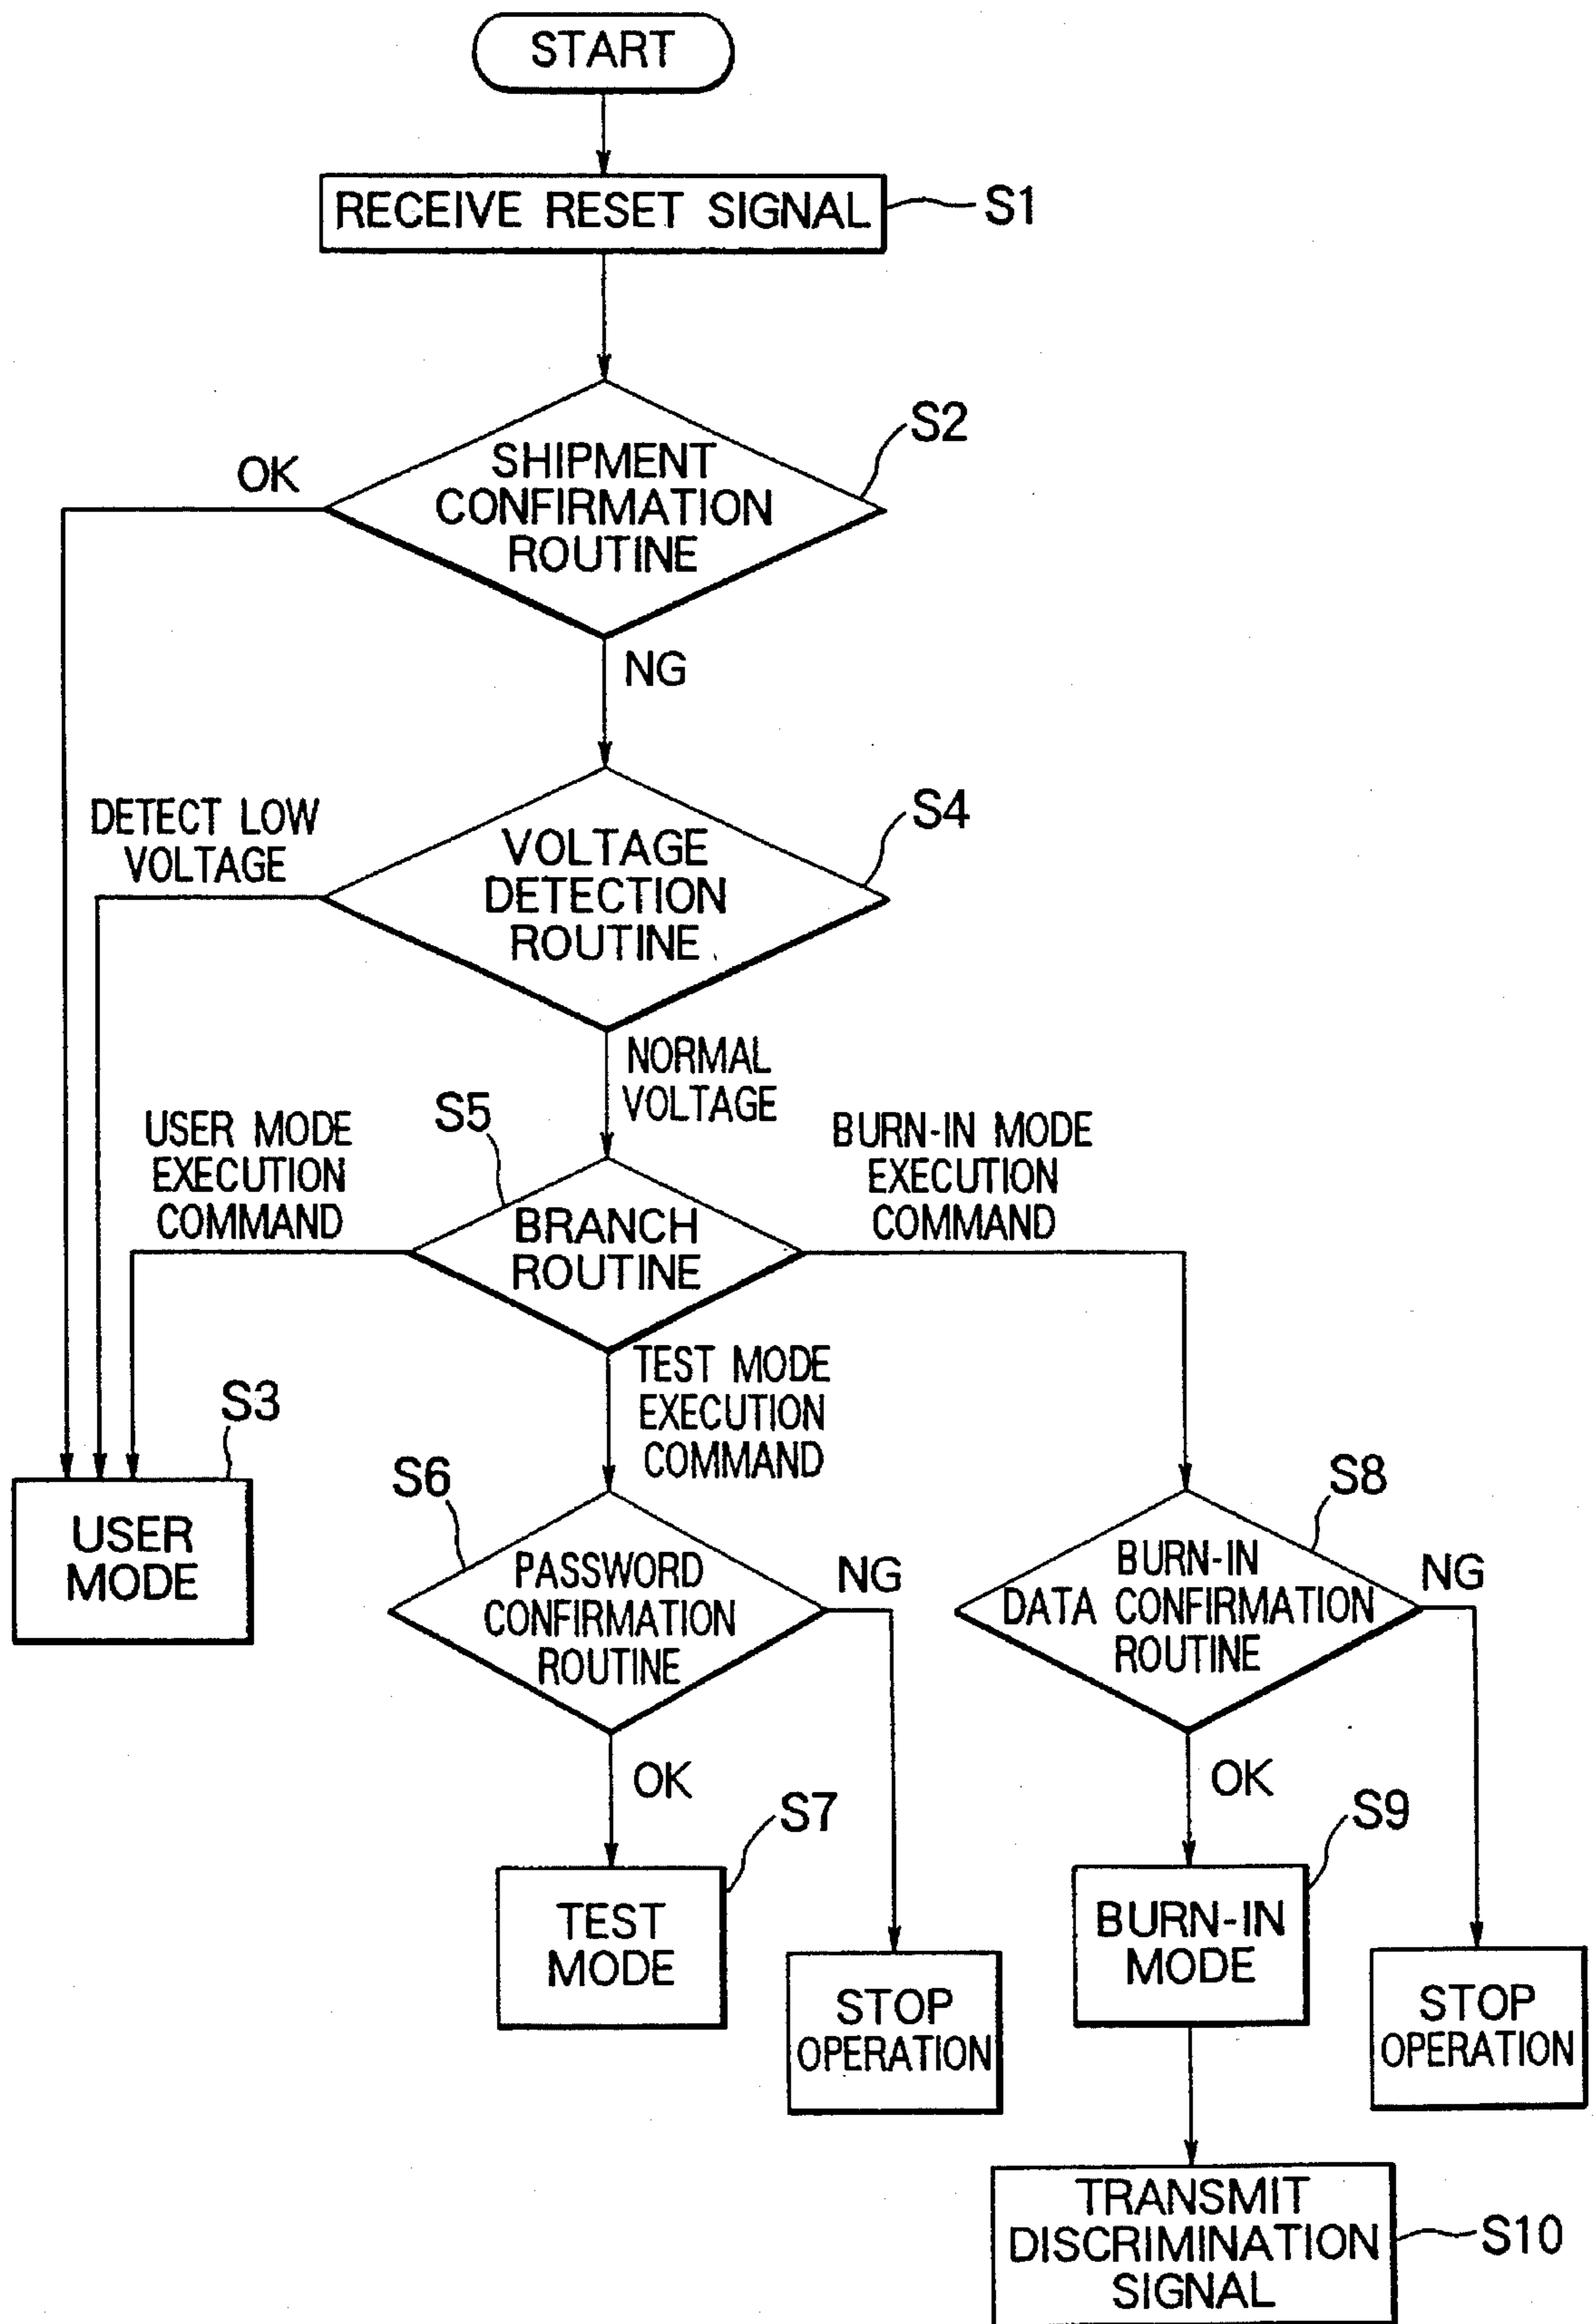 START
RECEIVE RESET SIGNAL
S1
S2
OK
SHIPMENT
CONFIRMATION
ROUTINE
NG
DETECT LOW
VOLTAGE
S4
VOLTAGE
DETECTION
ROUTINE
NORMAL
VOLTAGE
S5
USER MODE
EXECUTION
COMMAND
BURN-IN MODE
EXECUTION
COMMAND
BRANCH
ROUTINE
TEST MODE
EXECUTION
COMMAND
S3
USER
MODE
S6
PASSWORD
CONFIRMATION
ROUTINE
NG
S8
BURN-IN
DATA CONFIRMATION
ROUTINE
NG
OK
OK
S7
TEST
MODE
STOP
OPERATION
S9
BURN-IN
MODE
STOP
OPERATION
TRANSMIT
DISCRIMINATION
SIGNAL
S10